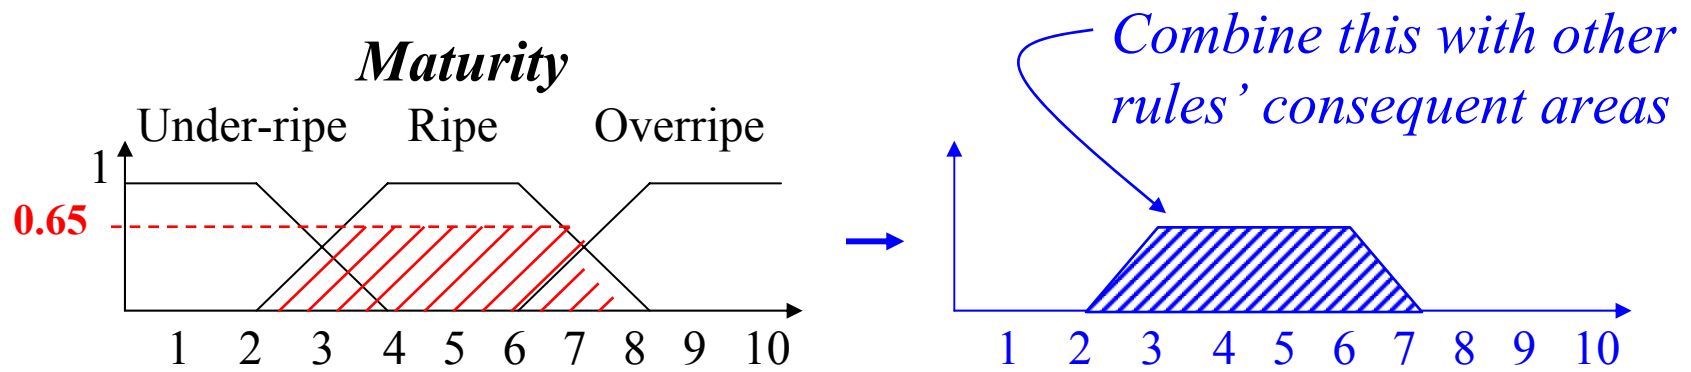 Maturity
Combine this with other
rules’ consequent areas
Under-ripe Ripe Overripe
1
0.65
1 2 3 4 5 6 7 8 9 10
1 2 3 4 5 6 7 8 9 10